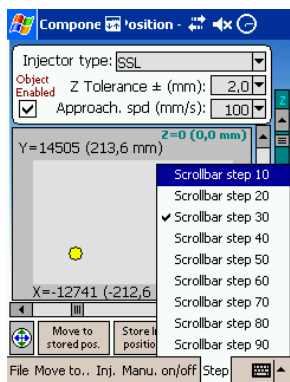 Compone Position -
Injector type: SSL
Object Enabled
Z Tolerance ± (mm): 2,0
Approach. spd (mm/s): 100
Z
Z=0 (0,0 mm)
Y=14505 (213,6 mm)
Scrollbar step 10
Scrollbar step 20
Scrollbar step 30
Scrollbar step 40
Scrollbar step 50
Scrollbar step 60
Scrollbar step 70
Scrollbar step 80
Scrollbar step 90
X=-12741 (-212,6
Move to stored pos.
Store I
positio
File Move to.. Inj. Manu. on/off Step